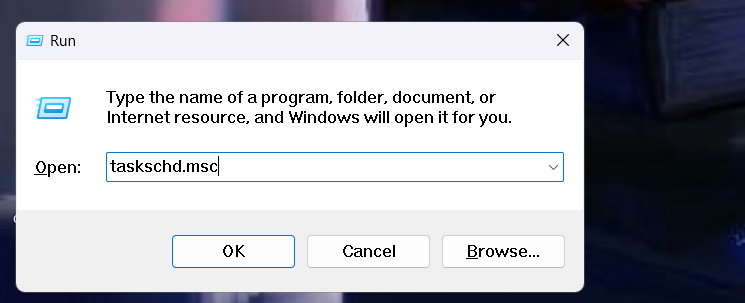 Run
Type the name of a program, folder, document, or
Internet resource, and Windows will open it for you.
Open: taskschd.msc
OK Cancel Browse...